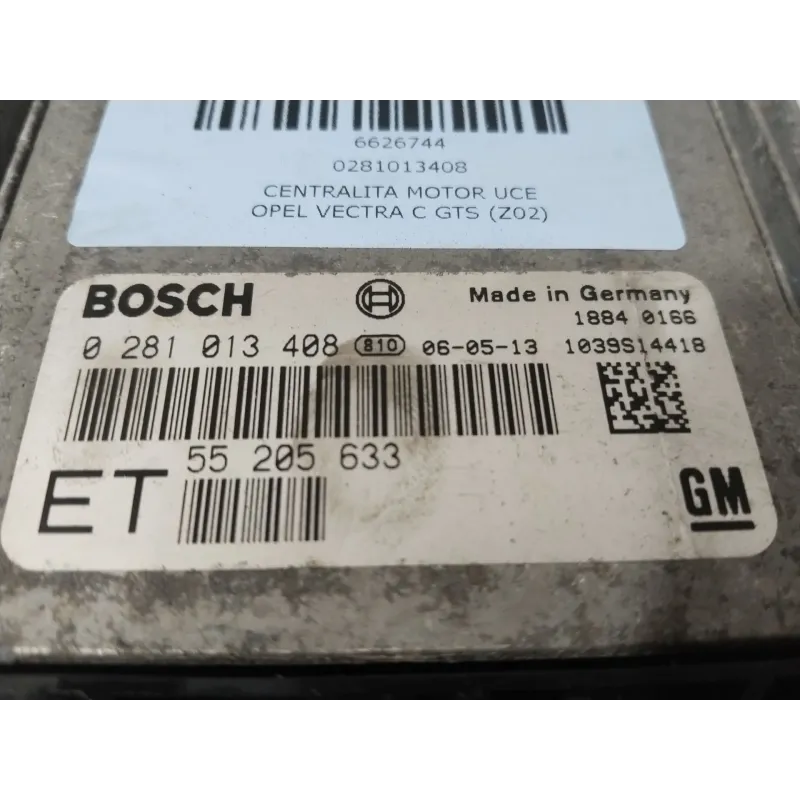 6626744
0281013408
CENTRALITA MOTOR UCE
OPEL VECTRA C GTS (Z02)
BOSCH Made in Germany
1884 0166
0 281 013 408 810 06-05-13 1039S14418
55 205 633
ET
GM